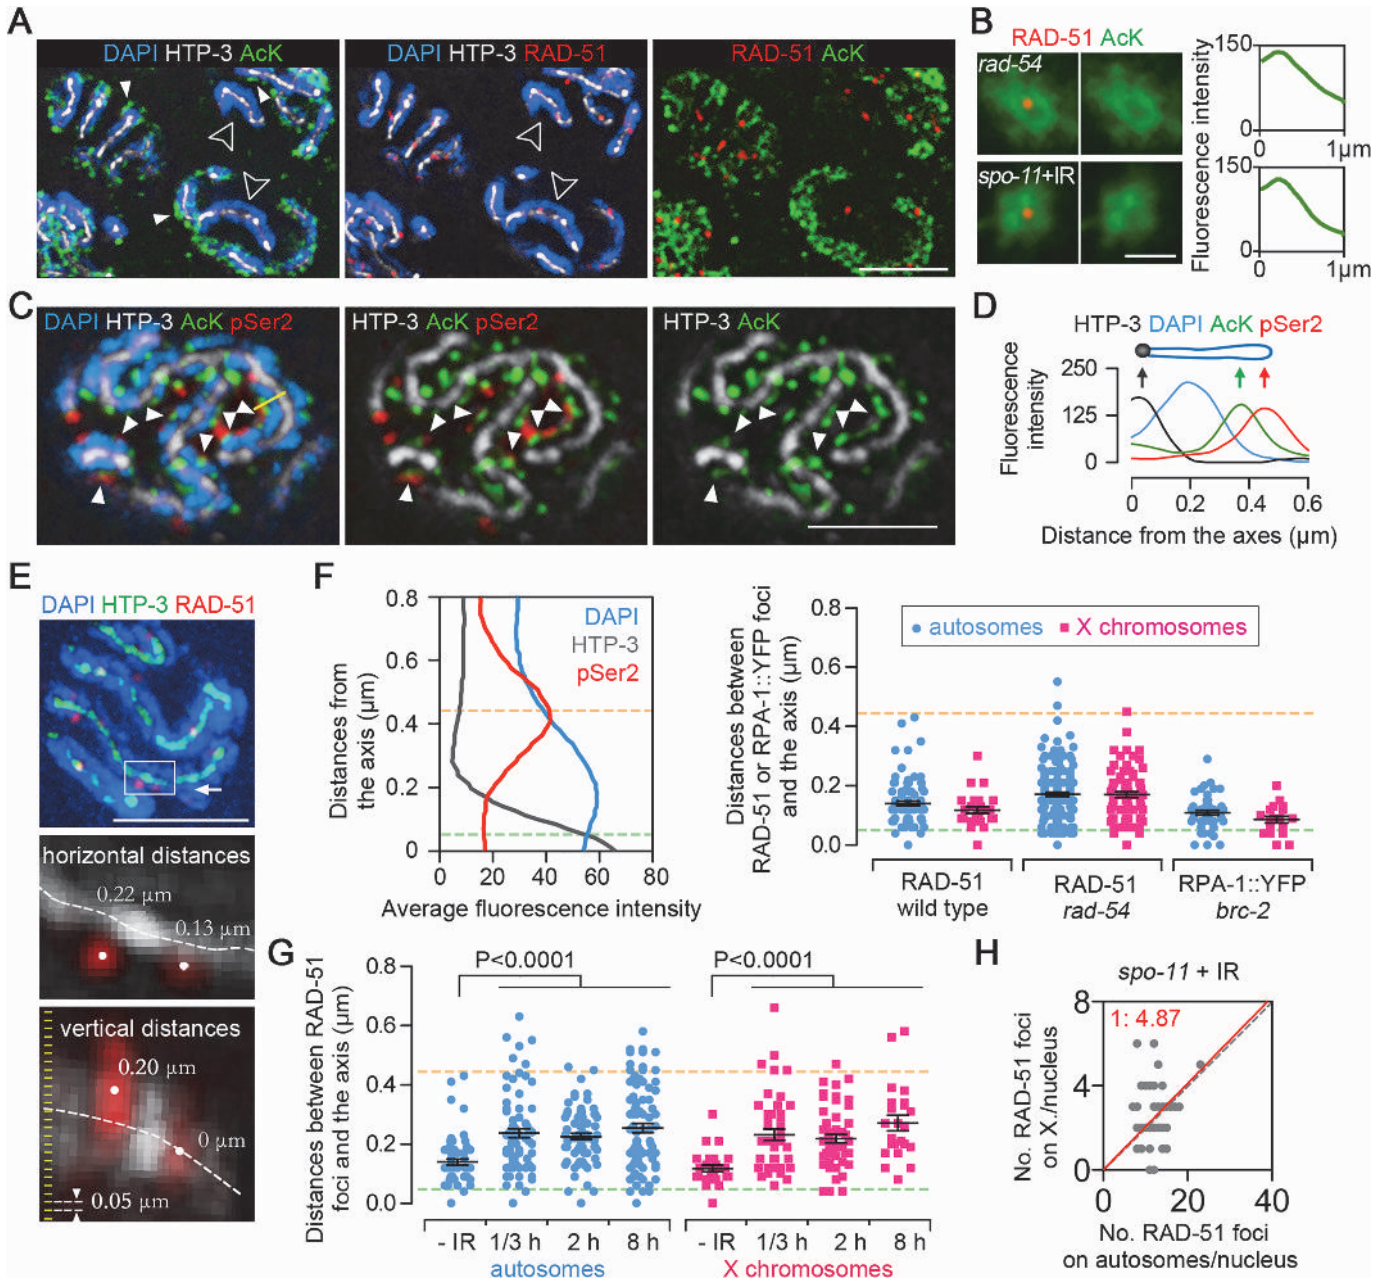 A
DAPI HTP-3 AcK
DAPI HTP-3 RAD-51
RAD-51 AcK
B
RAD-51 AcK
rad-54
spo-11+IR
Fluorescence intensity
150
0
0
1µm
150
0
0
1µm
C
DAPI HTP-3 AcK pSer2
HTP-3 AcK pSer2
HTP-3 AcK
D
HTP-3 DAPI AcK pSer2
Fluorescence
intensity
250
125
0
0
0.2
0.4
0.6
Distance from the axes (µm)
E
DAPI HTP-3 RAD-51
horizontal distances
0.22 µm
0.13 µm
vertical distances
0.20 µm
0 µm
0.05 µm
F
Distances from
the axis (µm)
0.8
0.6
0.4
0.2
0
DAPI
HTP-3
pSer2
0
20
40
60
80
Average fluorescence intensity
Distances between
RAD-51 or RPA-1::YFP foci
and the axis (µm)
0.8
0.6
0.4
0.2
0.0
autosomes
X chromosomes
RAD-51
wild type
RAD-51
rad-54
RPA-1::YFP
brc-2
G
Distances between RAD-51
foci and the axis (µm)
0.8
0.6
0.4
0.2
0.0
P<0.0001
P<0.0001
- IR
1/3 h
2 h
8 h
autosomes
- IR
1/3 h
2 h
8 h
X chromosomes
H
spo-11 + IR
No. RAD-51 foci
on X./nucleus
8
4
0
1: 4.87
0
20
40
No. RAD-51 foci
on autosomes/nucleus